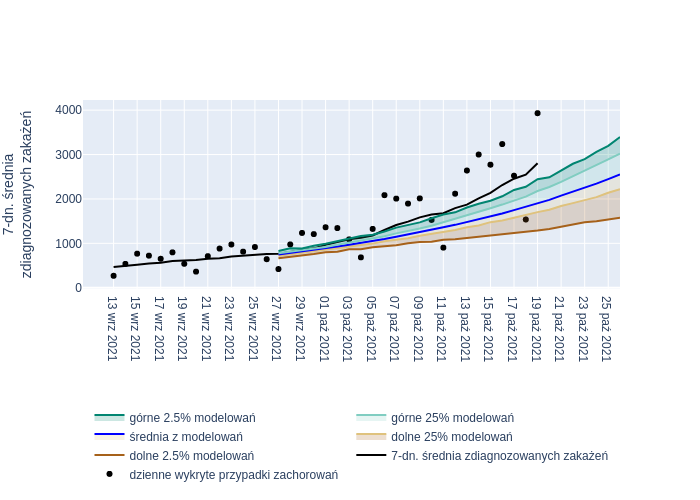 7-dn. średnia
zdiagnozowanych zakażeń
4000
3000
2000
1000
0
13 wrz 2021
15 wrz 2021
17 wrz 2021
19 wrz 2021
21 wrz 2021
23 wrz 2021
25 wrz 2021
27 wrz 2021
29 wrz 2021
01 paź 2021
03 paź 2021
05 paź 2021
07 paź 2021
09 paź 2021
11 paź 2021
13 paź 2021
15 paź 2021
17 paź 2021
19 paź 2021
21 paź 2021
23 paź 2021
25 paź 2021
górne 2.5% modelowań
górne 25% modelowań
średnia z modelowań
dolne 25% modelowań
dolne 2.5% modelowań
7-dn. średnia zdiagnozowanych zakażeń
dzienne wykryte przypadki zachorowań